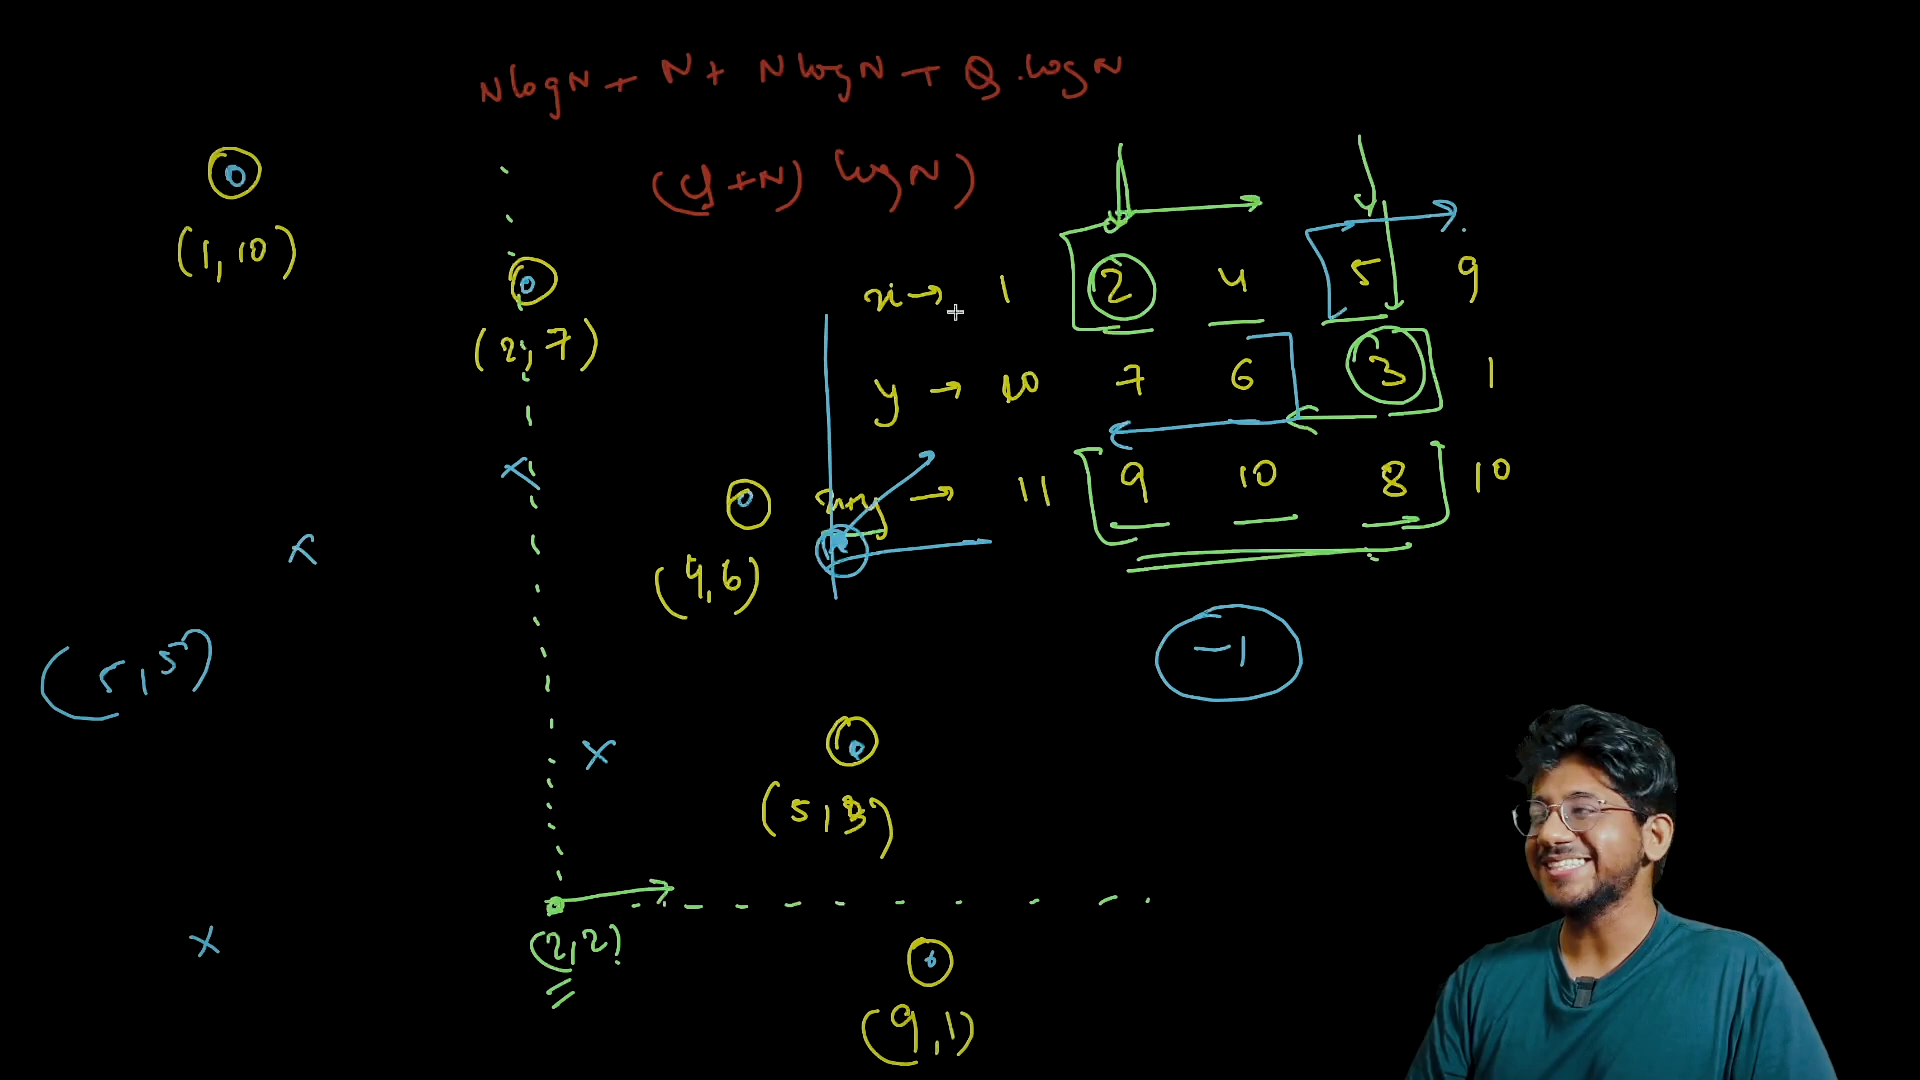 NlogN + N + NlogN + Q.logN
(Q+N) logN)
(1, 10)
(2, 7)
xi → 1 2 4 5 9
y → 10 7 6 3 1
x+y → 11 9 10 8 10
(4, 6)
(5, 5)
-1
(5, 3)
(2, 2)
(9, 1)